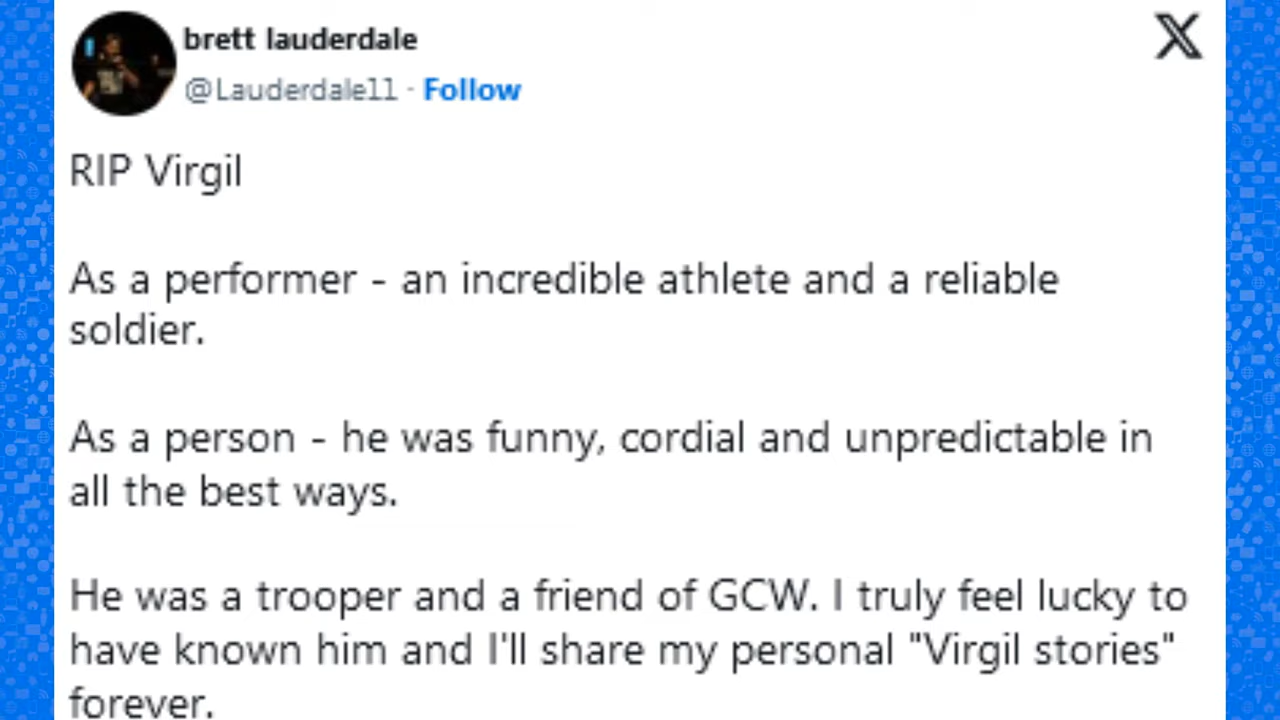 brett lauderdale
@Lauderdale11 · Follow
RIP Virgil
As a performer - an incredible athlete and a reliable
soldier.
As a person - he was funny, cordial and unpredictable in
all the best ways.
He was a trooper and a friend of GCW. I truly feel lucky to
have known him and I'll share my personal "Virgil stories"
forever.